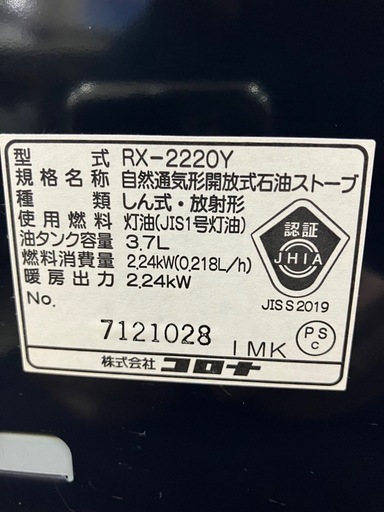 型式 RX-2220Y
規格名称 自然通気形開放式石油ストーブ
種類 しん式・放射形
使用燃料 灯油(JIS1号灯油)
油タンク容量 3.7L
燃料消費量 2.24kW(0.218L/h)
暖房出力 2.24kW
認証
JHIA
JIS S 2019
No.
7121028 IMK
PSC
株式会社コロナ